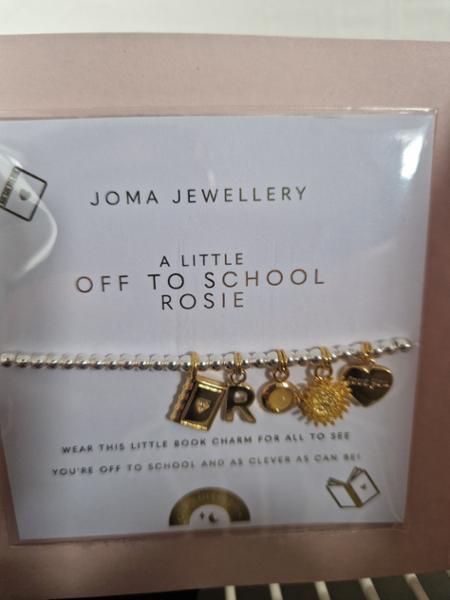 JOMA JEWELLERY
A LITTLE
OFF TO SCHOOL
ROSIE
R
WEAR THIS LITTLE BOOK CHARM FOR ALL TO SEE
YOU'RE OFF TO SCHOOL AND AS CLEVER AS CAN BE!